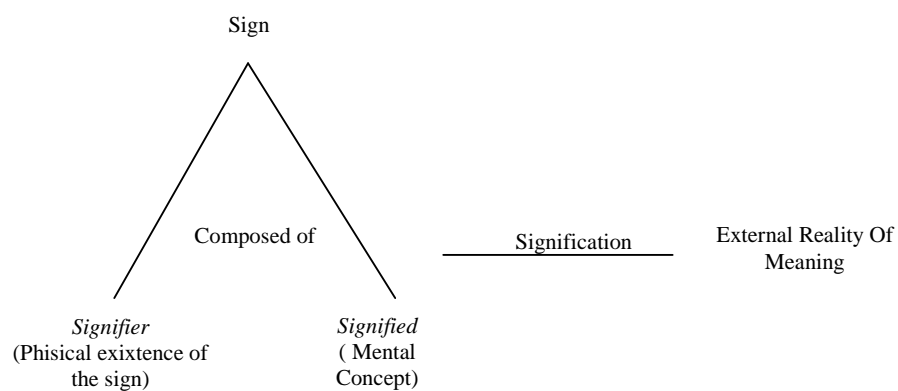 Sign
Composed of
Signification
External Reality Of
Meaning
Signifier
(Phisical exixtence of
the sign)
Signified
( Mental
Concept)